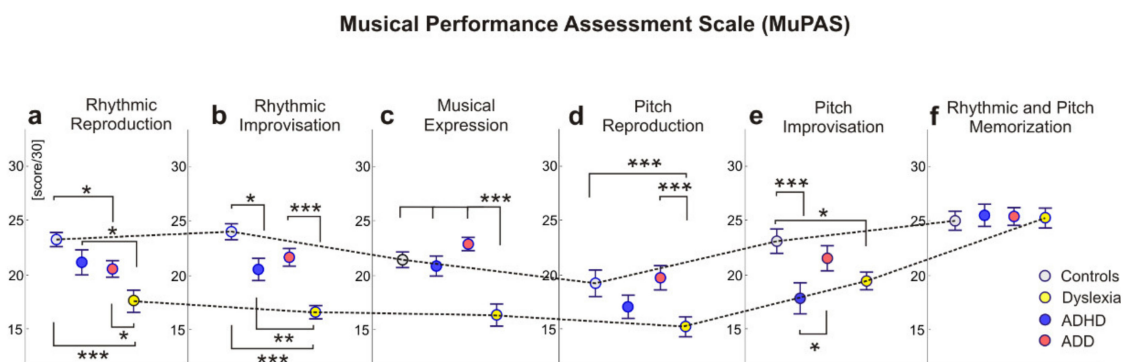 Musical Performance Assessment Scale (MuPAS)
a Rhythmic
Reproduction
b Rhythmic
Improvisation
c Musical
Expression
d Pitch
Reproduction
e Pitch
Improvisation
f Rhythmic and Pitch
Memorization
[score/30]
30
25
20
15
*
*
*
***
30
25
20
15
*
***
**
***
30
25
20
15
***
30
25
20
15
***
***
30
25
20
15
***
*
*
30
25
20
15
Controls
Dyslexia
ADHD
ADD